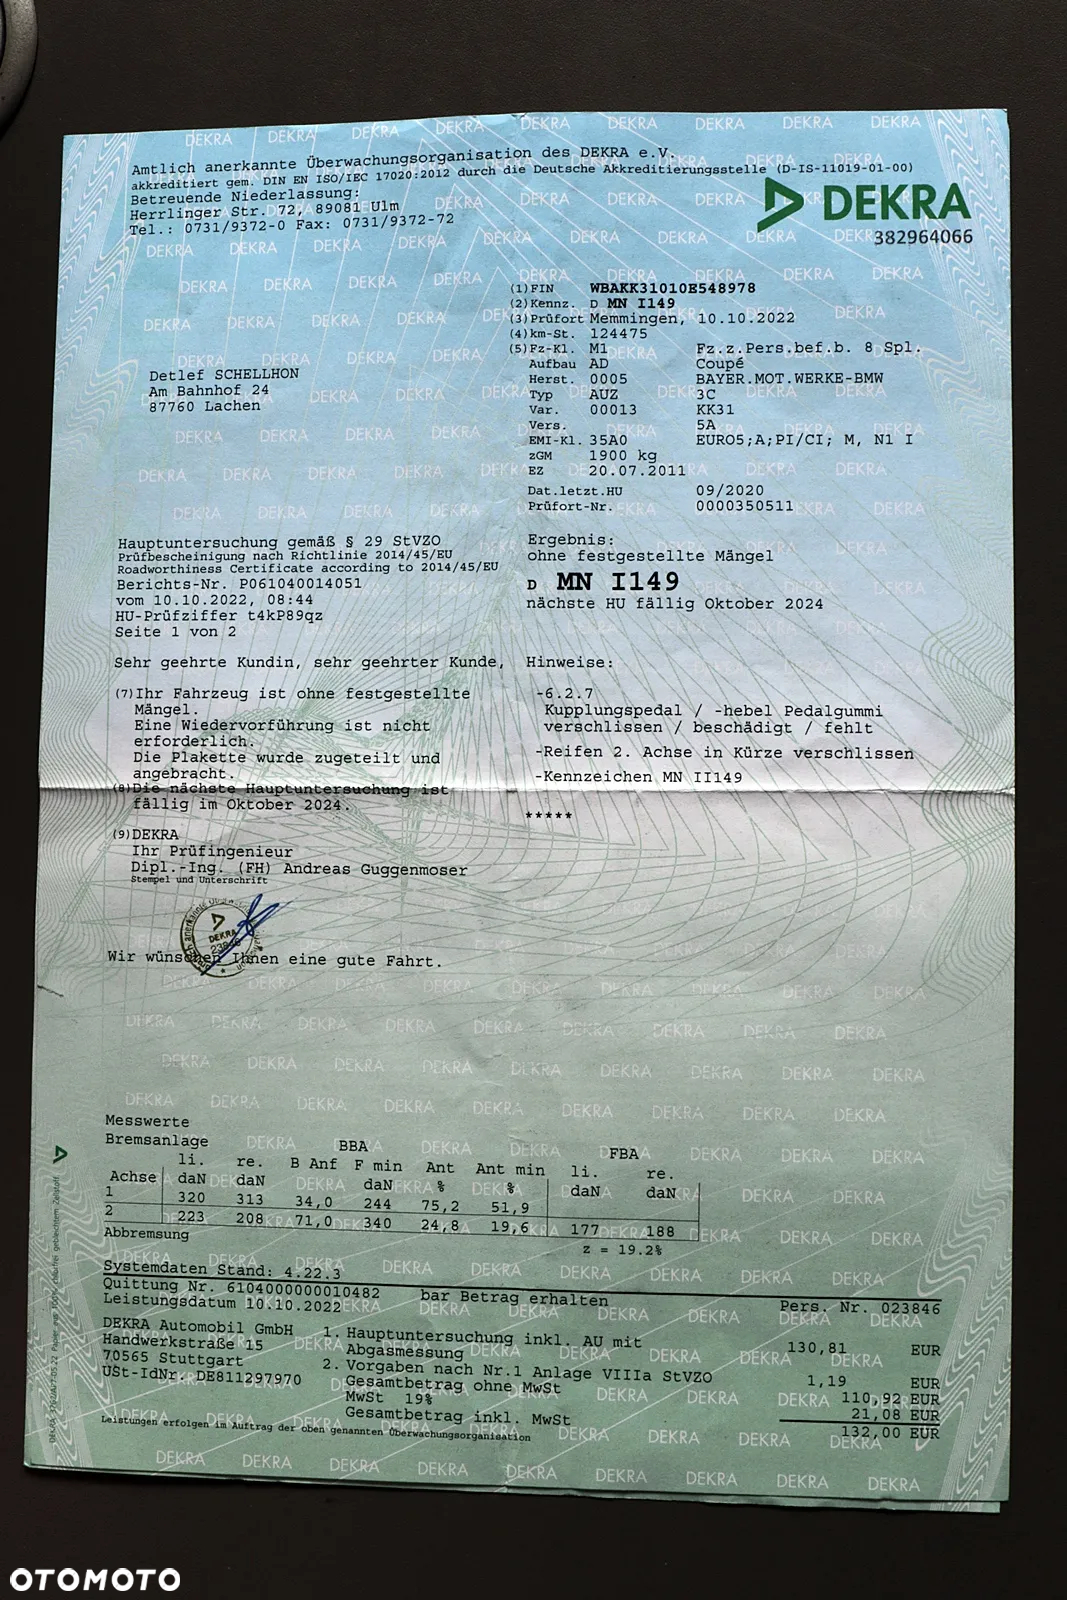 Amtlich anerkannte Überwachungsorganisation des DEKRA e.V.
akkreditiert gem. DIN EN ISO/IEC 17020:2012 durch die Deutsche Akkreditierungsstelle (D-IS-11019-01-00)
Betreuende Niederlassung:
Herrlinger Str. 72, 89081 Ulm
Tel.: 0731/9372-0 Fax: 0731/9372-72
DEKRA
382964066
(1)FIN WBAKK31010E548978
(2)Kennz. D MN I149
(3)Prüfort Memmingen, 10.10.2022
(4)km-St. 124475
(5)Fz-Kl. M1 Fz.z.Pers.bef.b. 8 Spl.
Aufbau AD Coupé
Herst. 0005 BAYER.MOT.WERKE-BMW
Typ AUZ 3C
Var. 00013 KK31
Vers. 5A
EMI-Kl. 35A0 EURO5;A;PI/CI; M, N1 I
zGM 1900 kg
EZ 20.07.2011
Dat.letzt.HU 09/2020
Prüfort-Nr. 0000350511
Detlef SCHELLHON
Am Bahnhof 24
87760 Lachen
Hauptuntersuchung gemäß § 29 StVZO
Prüfbescheinigung nach Richtlinie 2014/45/EU
Roadworthiness Certificate according to 2014/45/EU
Berichts-Nr. P061040014051
vom 10.10.2022, 08:44
HU-Prüfziffer t4kP89qz
Seite 1 von 2
Ergebnis:
ohne festgestellte Mängel
D MN I149
nächste HU fällig Oktober 2024
Sehr geehrte Kundin, sehr geehrter Kunde,
(7)Ihr Fahrzeug ist ohne festgestellte
Mängel.
Eine Wiedervorführung ist nicht
erforderlich.
Die Plakette wurde zugeteilt und
angebracht.
(8)Die nächste Hauptuntersuchung ist
fällig im Oktober 2024.
(9)DEKRA
Ihr Prüfingenieur
Dipl.-Ing. (FH) Andreas Guggenmoser
Stempel und Unterschrift
DEKRA
23846
Wir wünschen Ihnen eine gute Fahrt.
Hinweise:
-6.2.7
Kupplungspedal / -hebel Pedalgummi
verschlissen / beschädigt / fehlt
-Reifen 2. Achse in Kürze verschlissen
-Kennzeichen MN II149
*****
Messwerte
Bremsanlage BBA FBA
li. re. B Anf F min Ant Ant min li. re.
Achse daN daN daN % % daN daN
1 320 313 34,0 244 75,2 51,9
2 223 208 71,0 340 24,8 19,6 177 188
Abbremsung z = 19.2%
Systemdaten Stand: 4.22.3
Quittung Nr. 6104000000010482 bar Betrag erhalten Pers. Nr. 023846
Leistungsdatum 10.10.2022
DEKRA Automobil GmbH
Handwerkstraße 15
70565 Stuttgart
USt-IdNr. DE811297970
1. Hauptuntersuchung inkl. AU mit
Abgasmessung 130,81 EUR
2. Vorgaben nach Nr.1 Anlage VIIIa StVZO 1,19 EUR
Gesamtbetrag ohne MwSt 110,92 EUR
MwSt 19% 21,08 EUR
Gesamtbetrag inkl. MwSt 132,00 EUR
Leistungen erfolgen im Auftrag der oben genannten Überwachungsorganisation
OTOMOTO